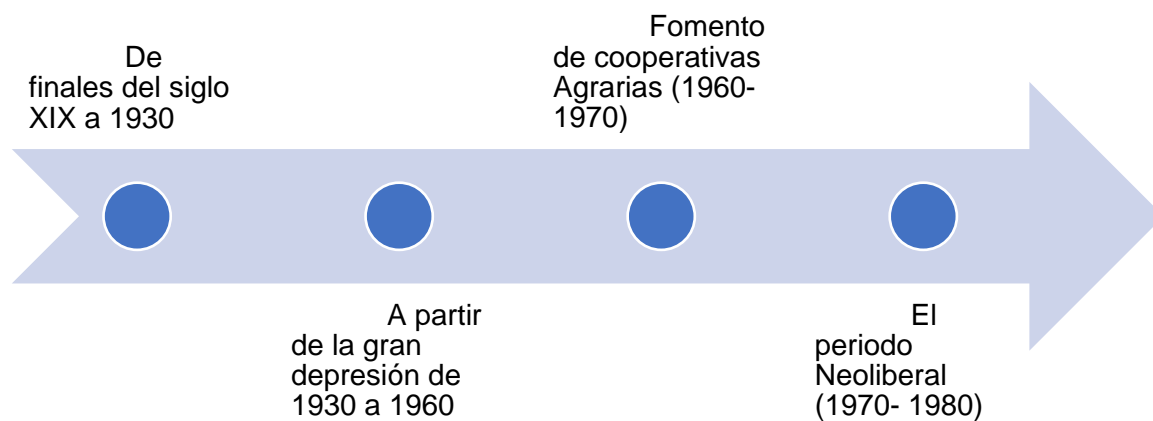 De
finales del siglo
XIX a 1930
A partir
de la gran
depresión de
1930 a 1960
Fomento
de cooperativas
Agrarias (1960-
1970)
El
periodo
Neoliberal
(1970- 1980)